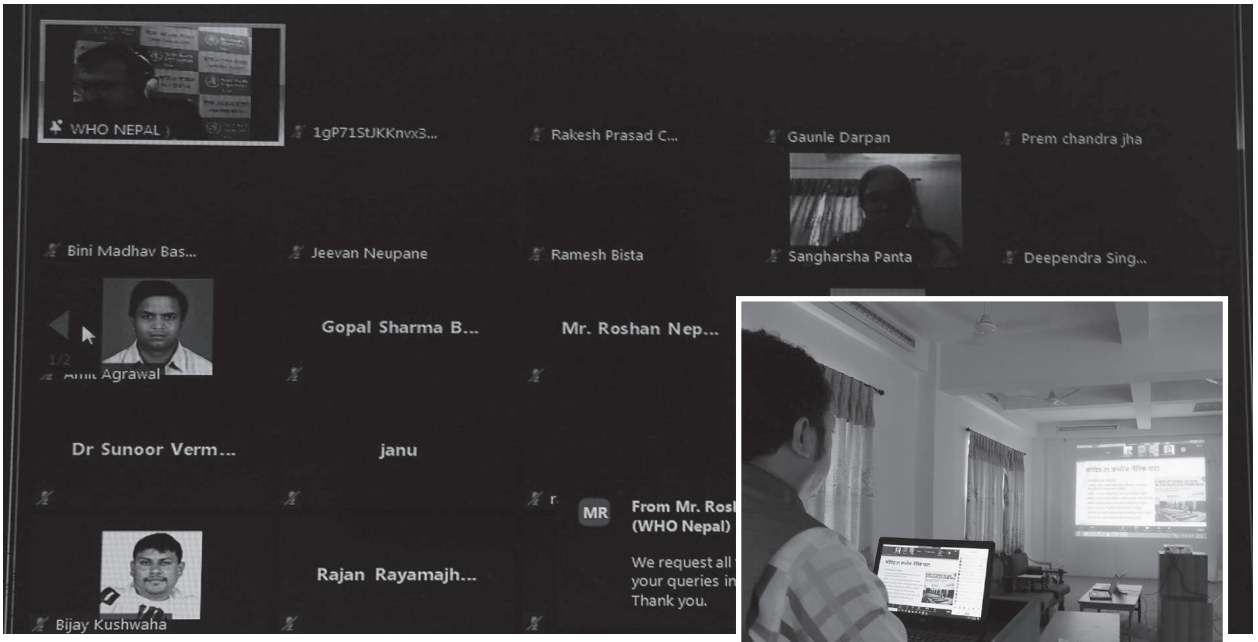 WHO NEPAL
1gP71StJKKnvx3...
Rakesh Prasad C...
Gaunle Darpan
Prem chandra jha
Bini Madhav Bas...
Jeevan Neupane
Ramesh Bista
Sangharsha Panta
Deependra Sing...
Gopal Sharma B...
Mr. Roshan Nep...
1/2
Amit Agrawal
Dr Sunoor Verm...
janu
r
MR
From Mr. Rosh
(WHO Nepal)
We request all
your queries in
Thank you.
Rajan Rayamajh...
Bijay Kushwaha